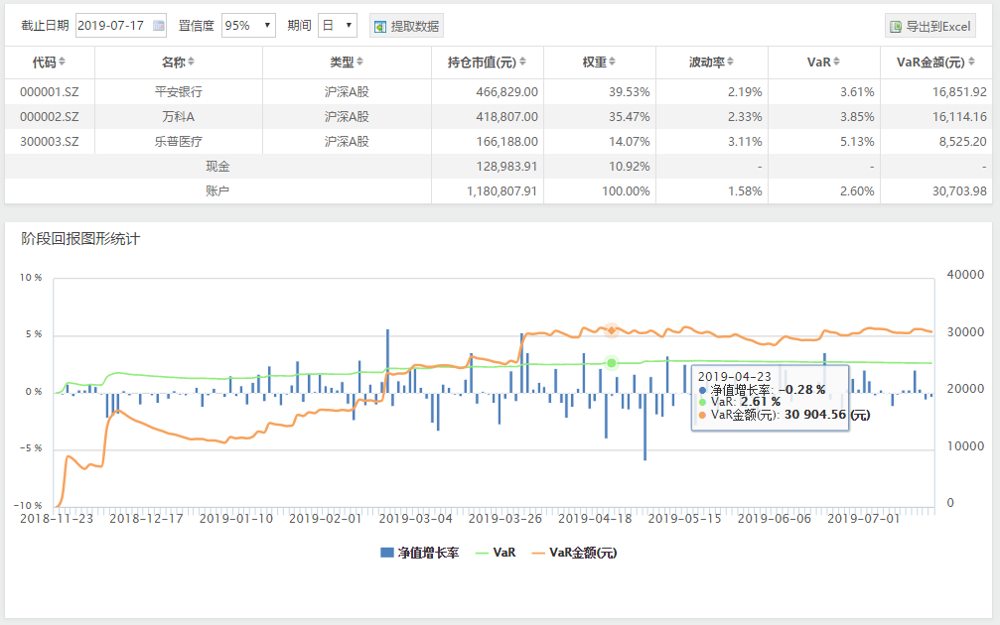 截止日期 2019-07-17 置信度 95% 期间 日 提取数据 导出到Excel
代码 名称 类型 持仓市值(元) 权重 波动率 VaR VaR金额(元)
000001.SZ 平安银行 沪深A股 466,829.00 39.53% 2.19% 3.61% 16,851.92
000002.SZ 万科A 沪深A股 418,807.00 35.47% 2.33% 3.85% 16,114.16
300003.SZ 乐普医疗 沪深A股 166,188.00 14.07% 3.11% 5.13% 8,525.20
现金 128,983.91 10.92% - - -
账户 1,180,807.91 100.00% 1.58% 2.60% 30,703.98
阶段回报图形统计
10 % 40000
5 % 30000
0 % 20000
-5 % 10000
-10 % 0
2019-04-23
净值增长率: -0.28 %
VaR: 2.61 %
VaR金额(元): 30 904.56 (元)
2018-11-23 2018-12-17 2019-01-10 2019-02-01 2019-03-04 2019-03-26 2019-04-18 2019-05-15 2019-06-06 2019-07-01
净值增长率 VaR VaR金额(元)